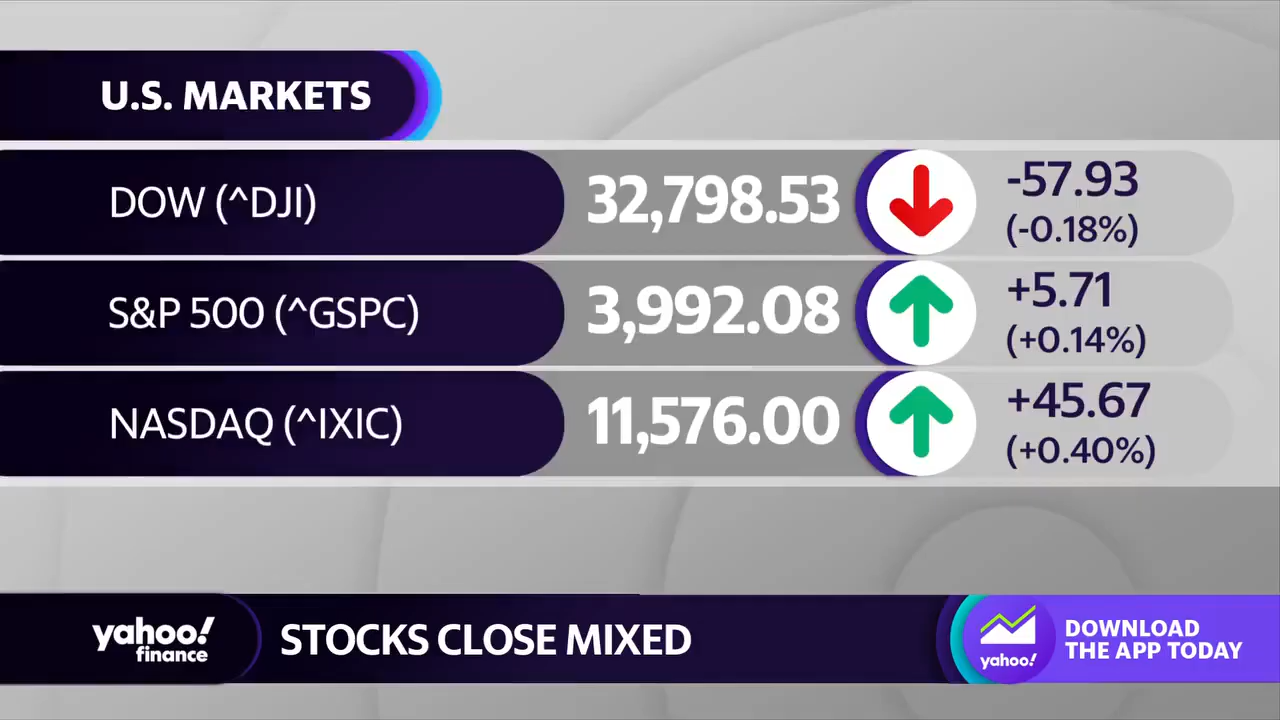 U.S. MARKETS
DOW (^DJI) 32,798.53 -57.93
(-0.18%)
S&P 500 (^GSPC) 3,992.08 +5.71
(+0.14%)
NASDAQ (^IXIC) 11,576.00 +45.67
(+0.40%)
yahoo!
finance
STOCKS CLOSE MIXED
yahoo!
DOWNLOAD
THE APP TODAY